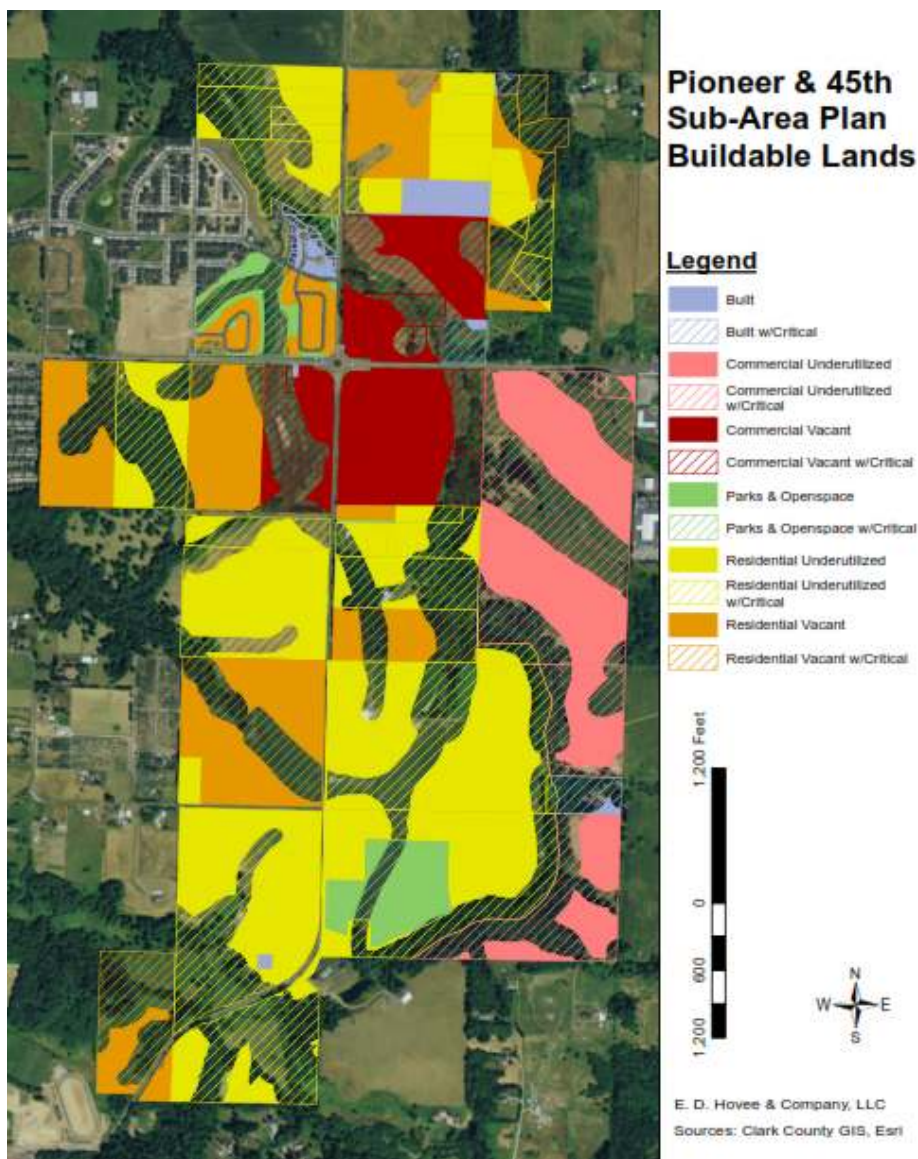 Pioneer & 45th
Sub-Area Plan
Buildable Lands
Legend
Built
Built w/Critical
Commercial Underutilized
Commercial Underutilized
w/Critical
Commercial Vacant
Commercial Vacant w/Critical
Parks & Openspace
Parks & Openspace w/Critical
Residential Underutilized
Residential Underutilized
w/Critical
Residential Vacant
Residential Vacant w/Critical
1,200 Feet
0
600
1,200
N
W
E
S
E. D. Hovee & Company, LLC
Sources: Clark County GIS, Esri